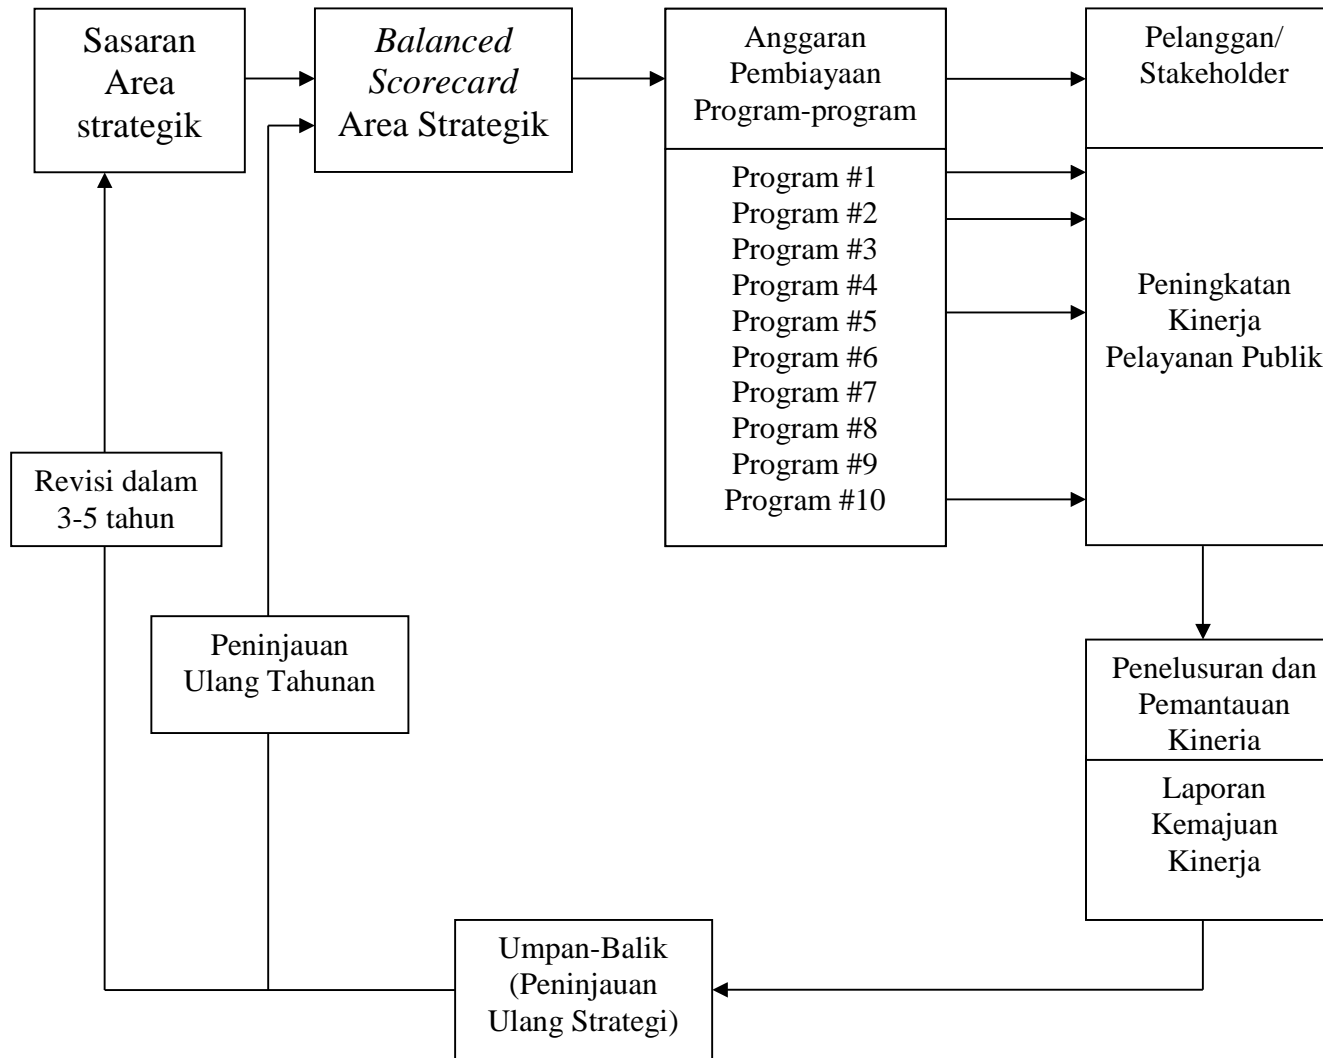 Sasaran
Area
strategik
Balanced
Scorecard
Area Strategik
Anggaran
Pembiayaan
Program-program
Pelanggan/
Stakeholder
Program #1
Program #2
Program #3
Program #4
Program #5
Program #6
Program #7
Program #8
Program #9
Program #10
Peningkatan
Kinerja
Pelayanan Publik
Revisi dalam
3-5 tahun
Peninjauan
Ulang Tahunan
Penelusuran dan
Pemantauan
Kinerja
Laporan
Kemajuan
Kinerja
Umpan-Balik
(Peninjauan
Ulang Strategi)